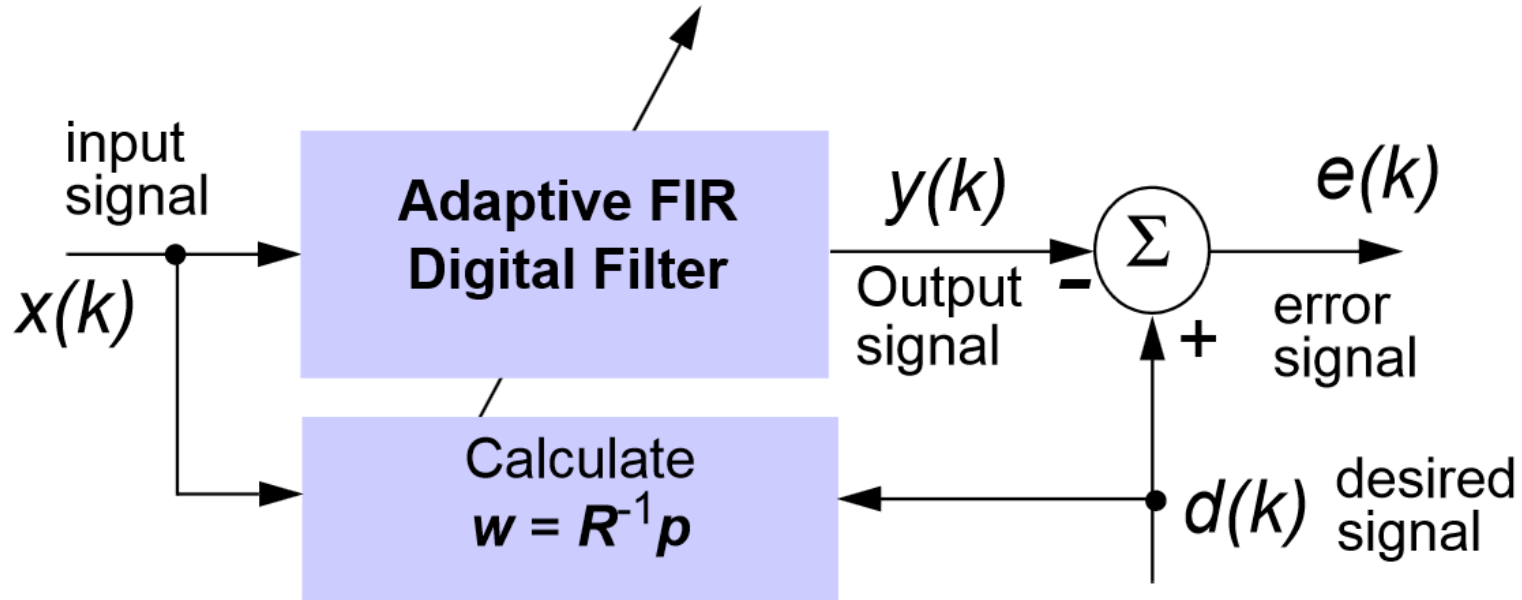 input
signal
x(k)
Adaptive FIR
Digital Filter
y(k)
Output
signal
-
Σ
+
e(k)
error
signal
Calculate
w = R⁻¹p
d(k)
desired
signal